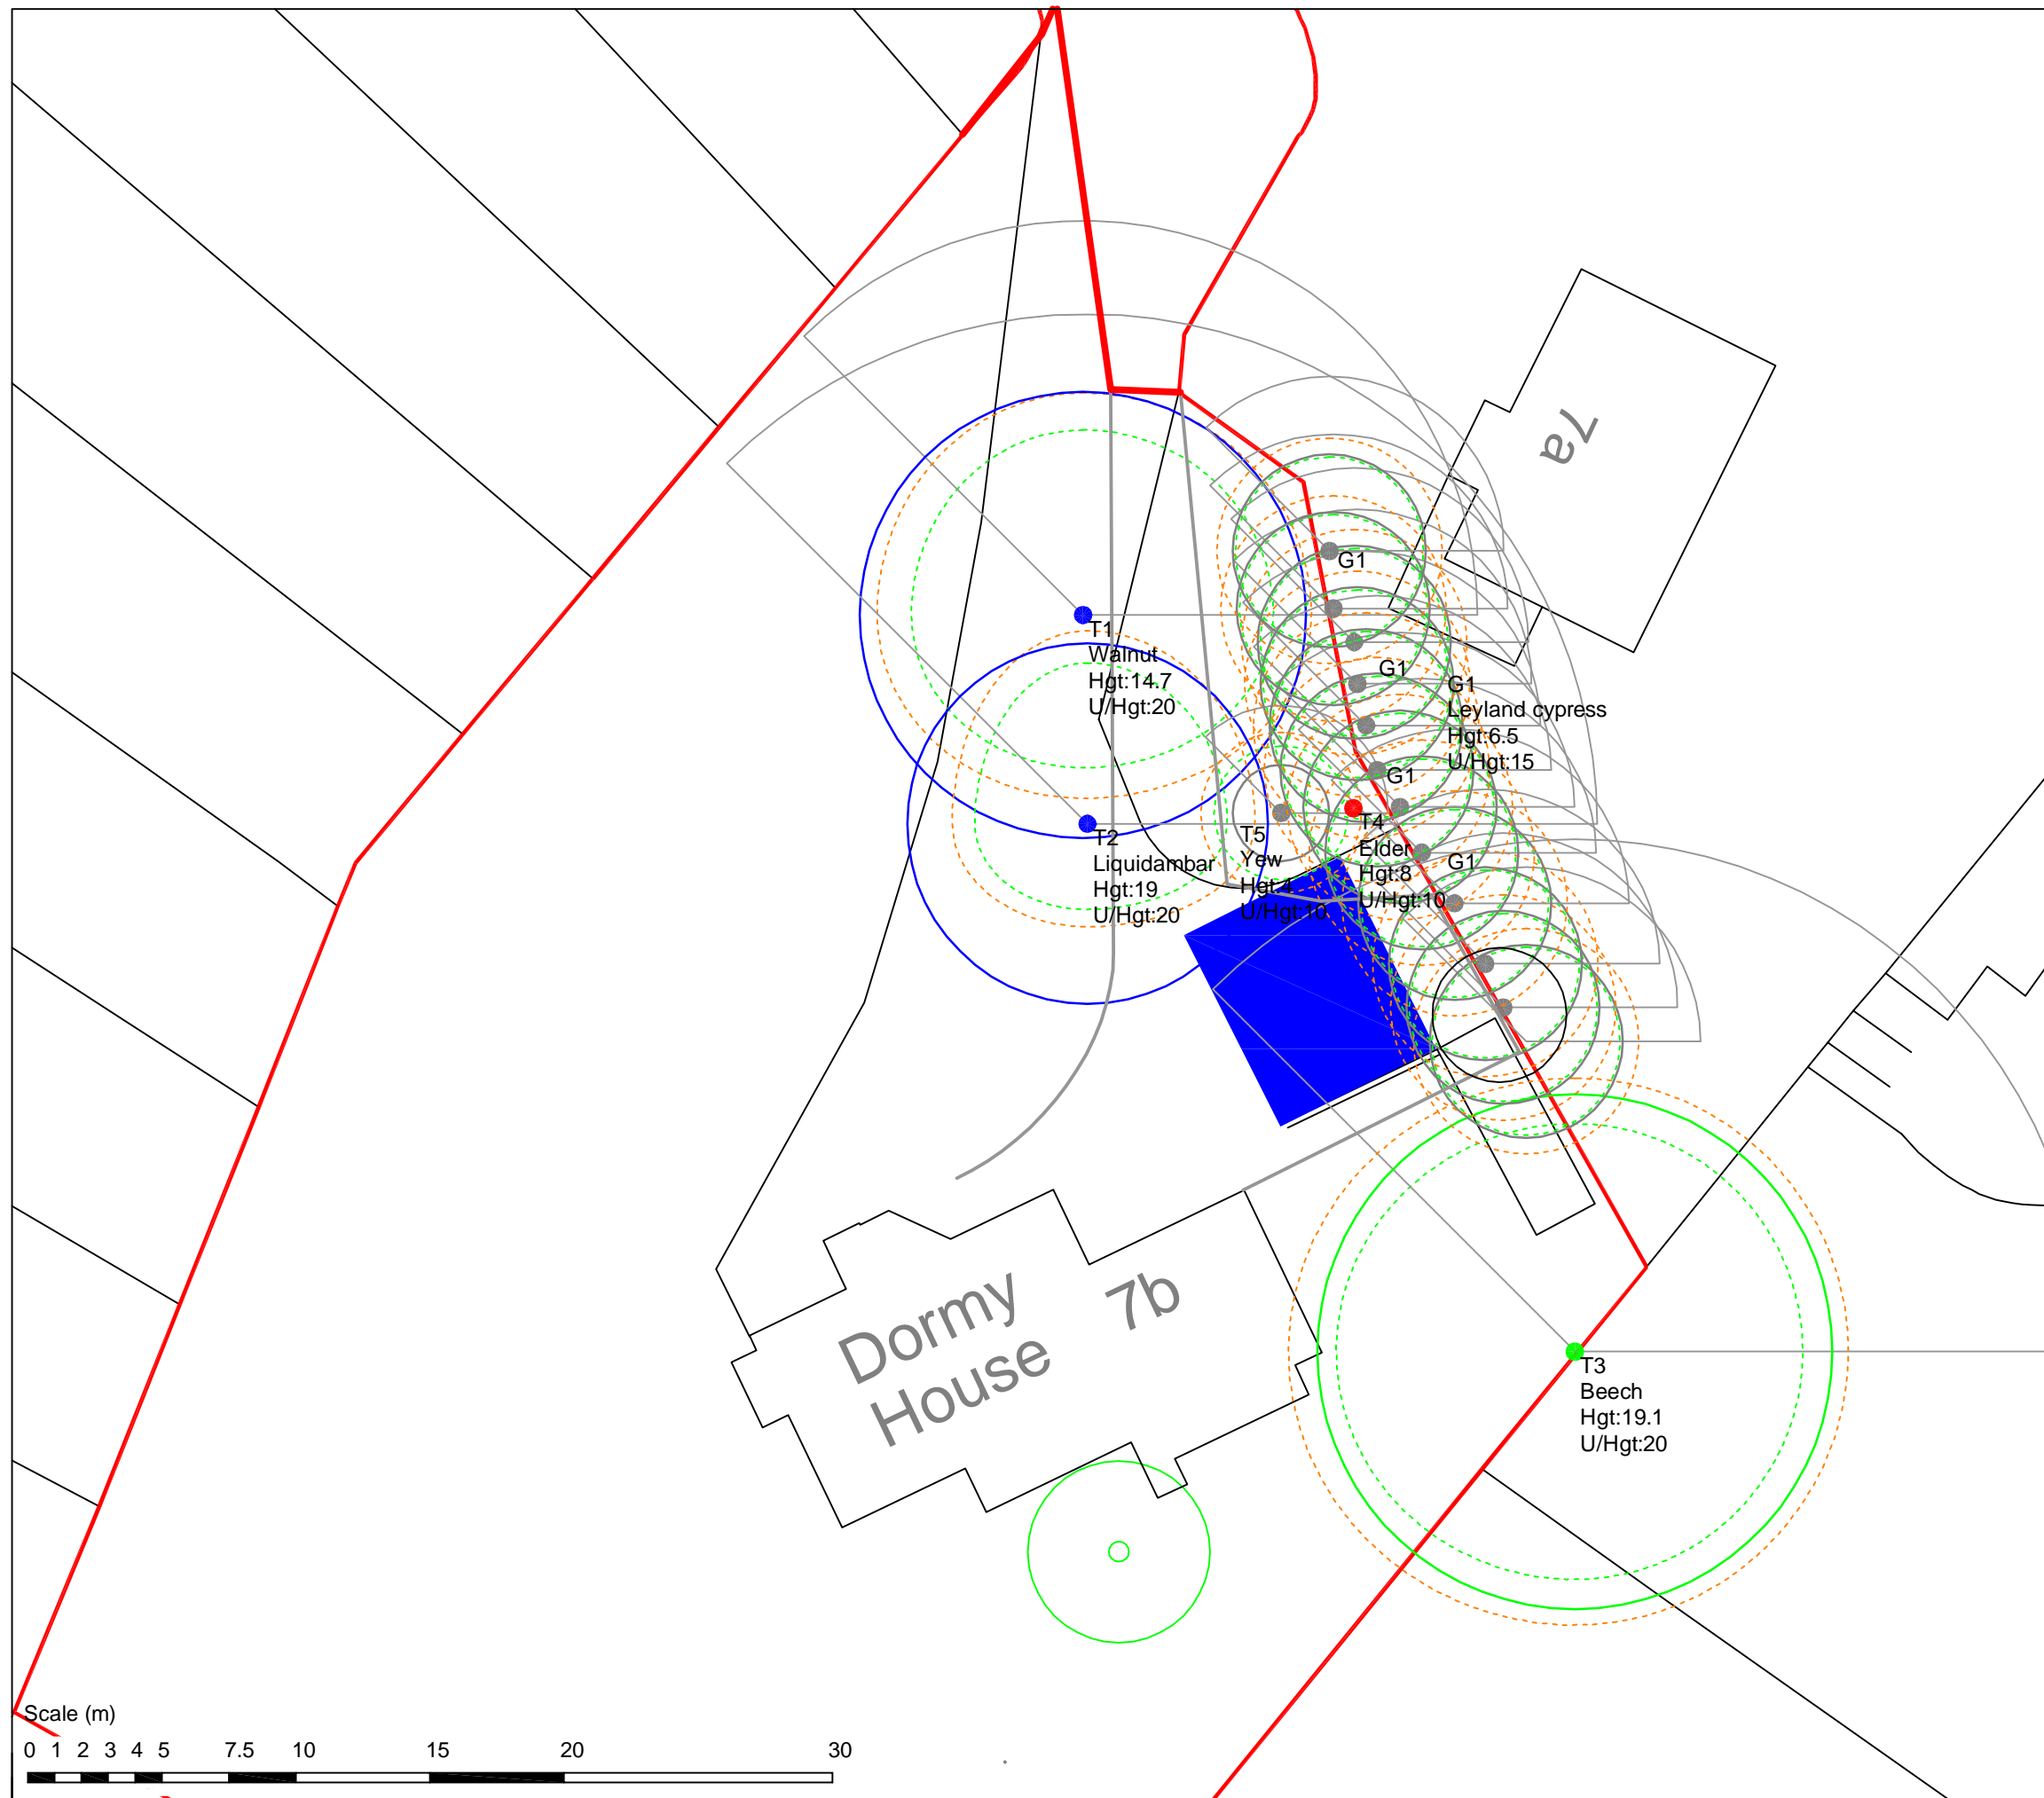 7a
G1
T1
Walnut
Hgt:14.7
U/Hgt:20
G1
G1
Leyland cypress
Hgt:6.5
U/Hgt:15
G1
T2
Liquidambar
Hgt:19
U/Hgt:20
T5
Yew
Hgt:4
U/Hgt:10
T4
Elder
Hgt:8
U/Hgt:10
G1
Dormy
House
7b
T3
Beech
Hgt:19.1
U/Hgt:20
Scale (m)
0 1 2 3 4 5 7.5 10 15 20 30